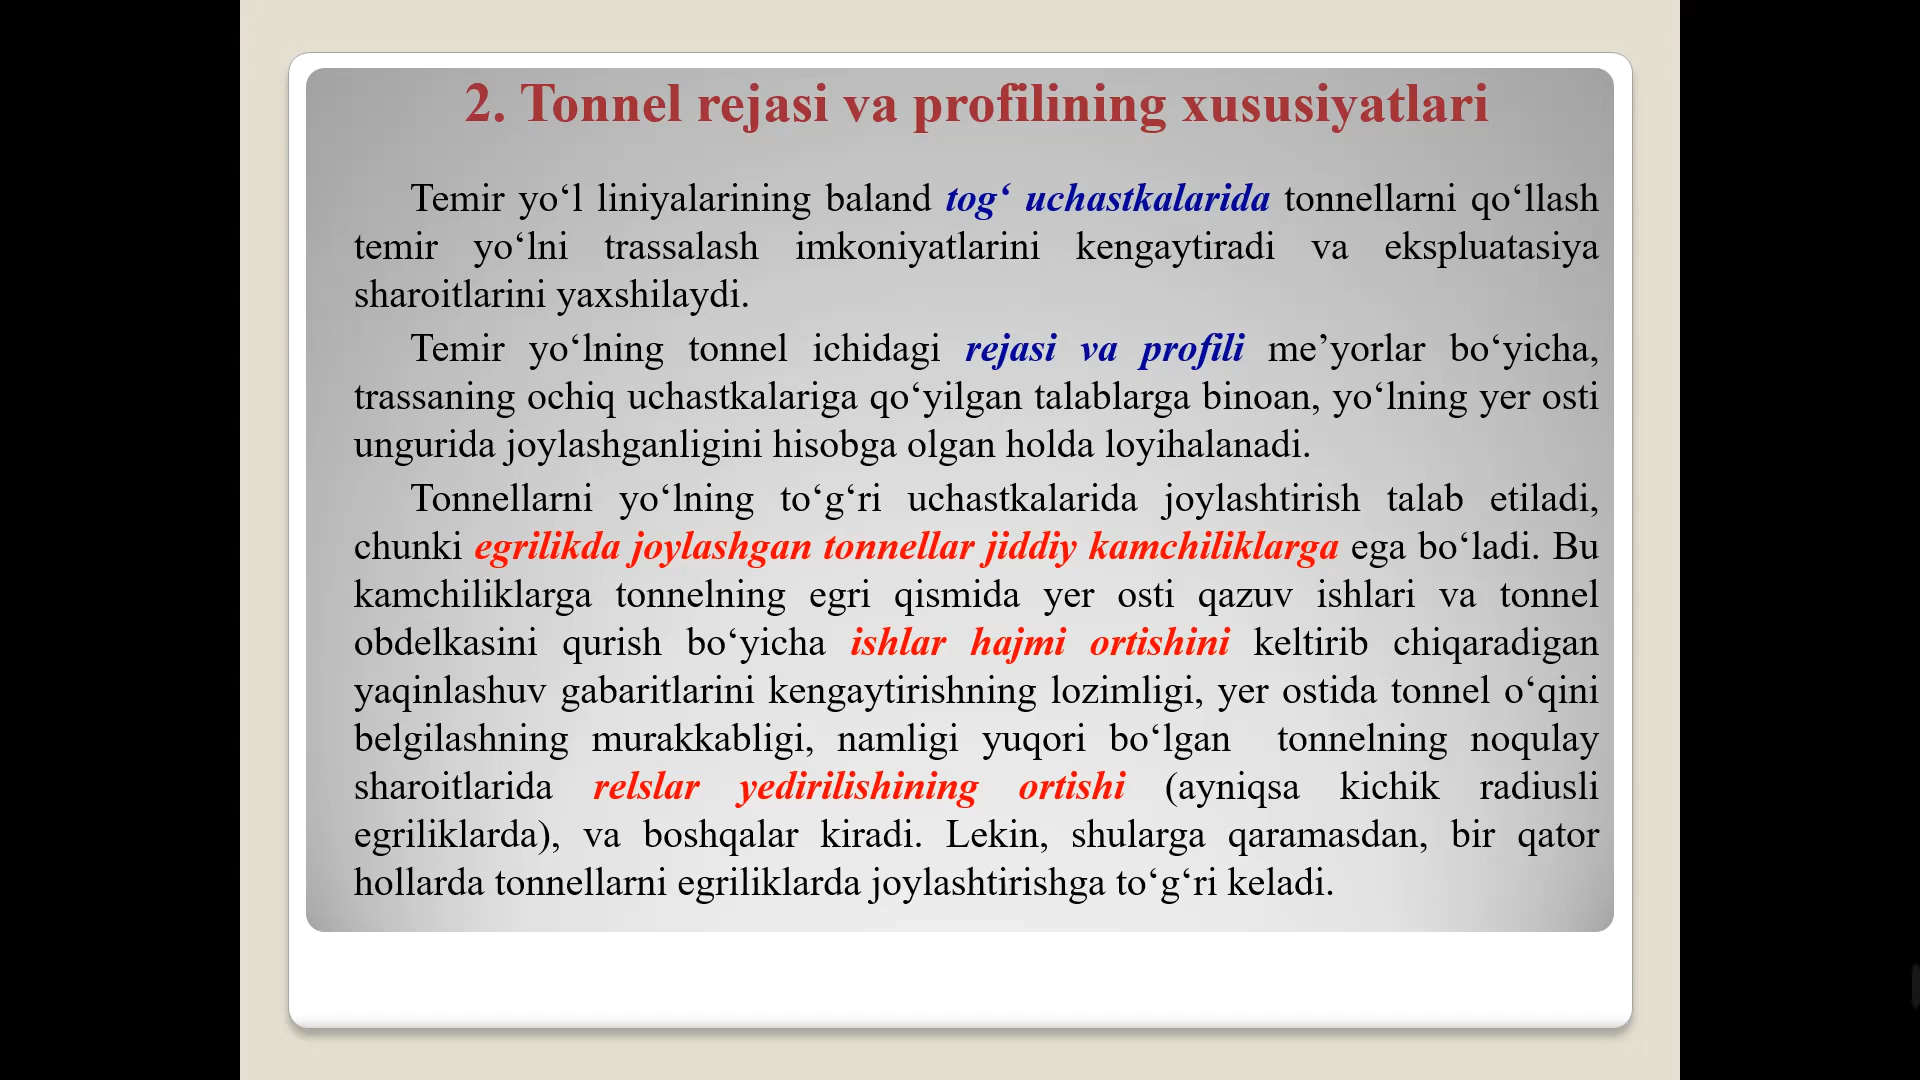 2. Tonnel rejasi va profilining xususiyatlari
Temir yo‘l liniyalarining baland tog‘ uchastkalarida tonnellarni qo‘llash
temir yo‘lni trassalash imkoniyatlarini kengaytiradi va ekspluatasiya
sharoitlarini yaxshilaydi.
Temir yo‘lning tonnel ichidagi rejasi va profili me’yorlar bo‘yicha,
trassaning ochiq uchastkalariga qo‘yilgan talablarga binoan, yo‘lning yer osti
ungurida joylashganligini hisobga olgan holda loyihalanadi.
Tonnellarni yo‘lning to‘g‘ri uchastkalarida joylashtirish talab etiladi,
chunki egrilikda joylashgan tonnellar jiddiy kamchiliklarga ega bo‘ladi. Bu
kamchiliklarga tonnelning egri qismida yer osti qazuv ishlari va tonnel
obdelkasini qurish bo‘yicha ishlar hajmi ortishini keltirib chiqaradigan
yaqinlashuv gabaritlarini kengaytirishning lozimligi, yer ostida tonnel o‘qini
belgilashning murakkabligi, namligi yuqori bo‘lgan tonnelning noqulay
sharoitlarida relslar yedirilishining ortishi (ayniqsa kichik radiusli
egriliklarda), va boshqalar kiradi. Lekin, shularga qaramasdan, bir qator
hollarda tonnellarni egriliklarda joylashtirishga to‘g‘ri keladi.